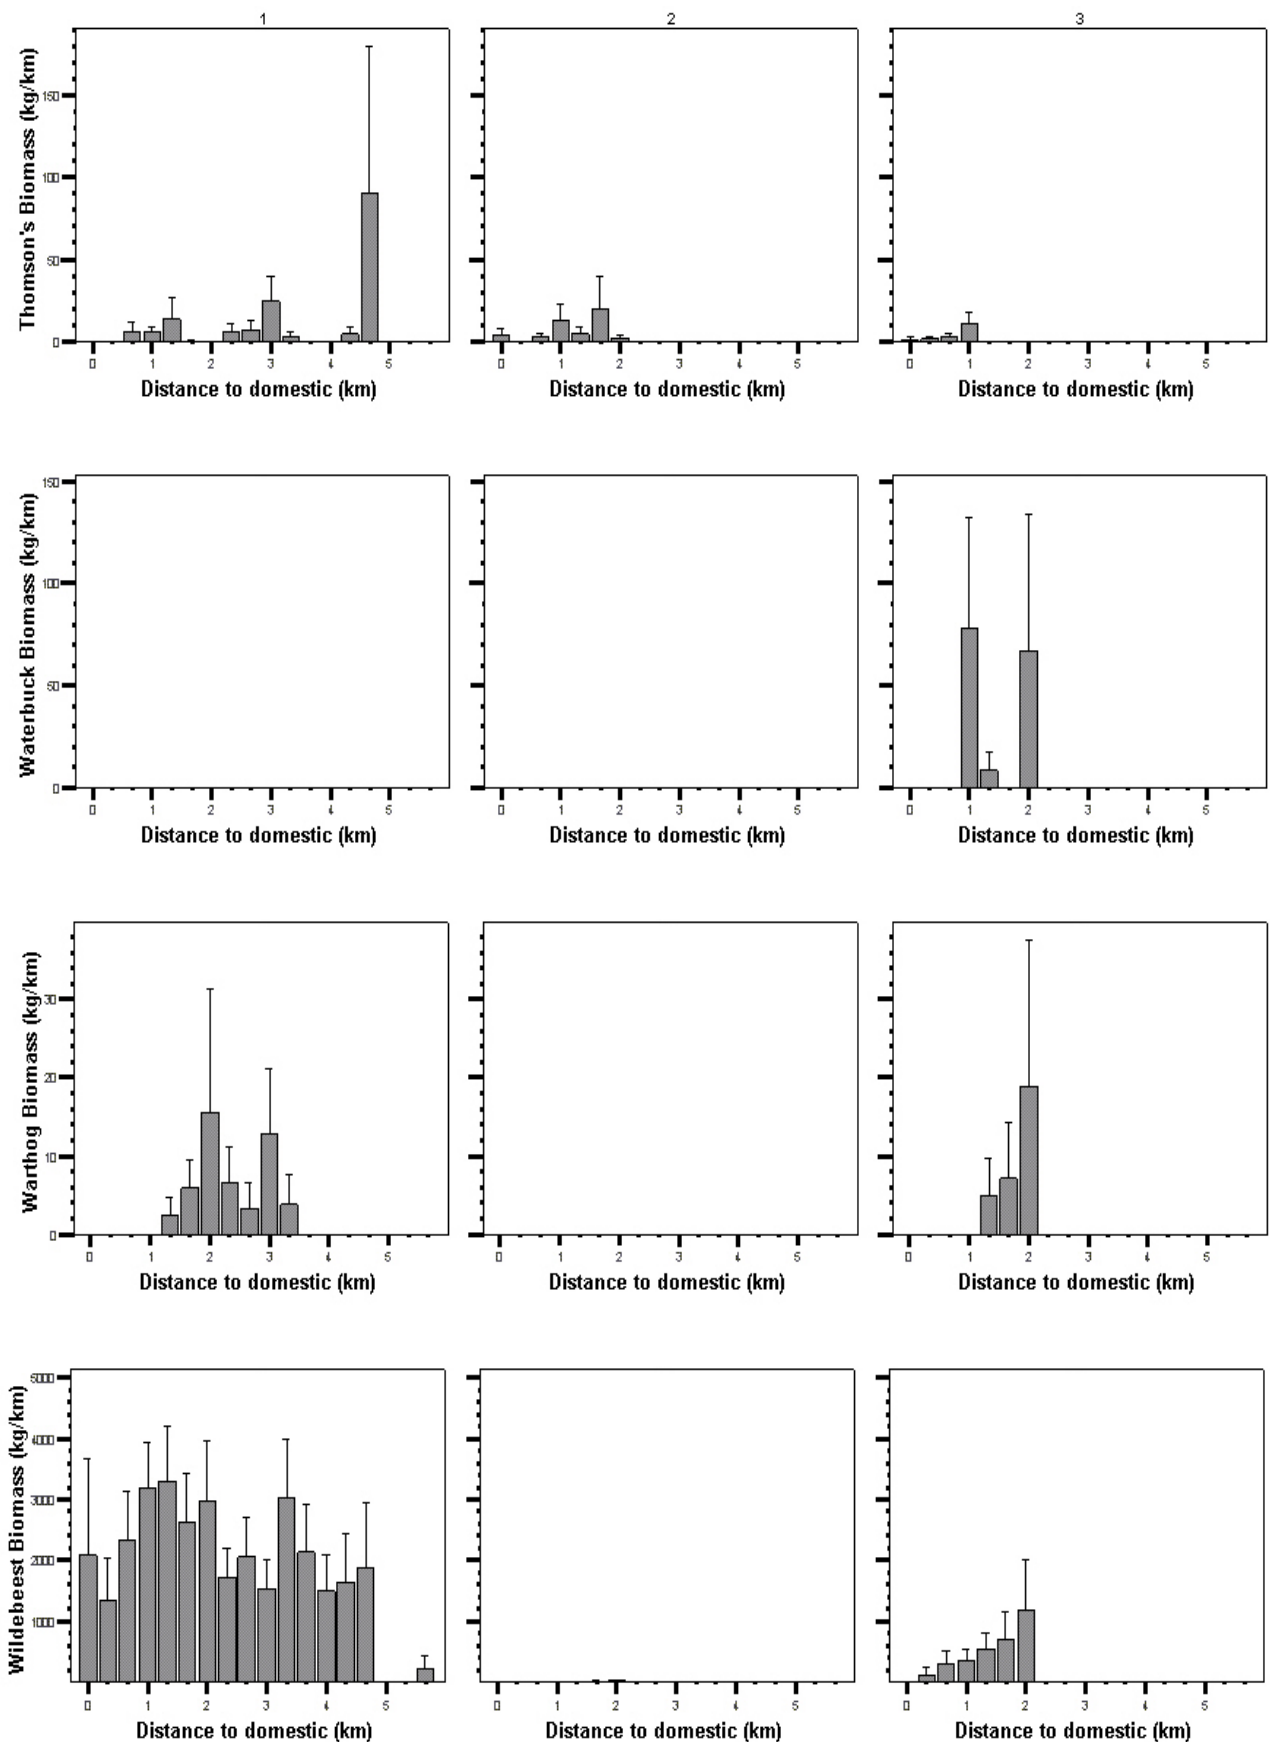 1
2
3
Thomson's Biomass (kg/km)
150
100
50
0
0 1 2 3 4 5
0 1 2 3 4 5
0 1 2 3 4 5
Distance to domestic (km)
Distance to domestic (km)
Distance to domestic (km)
Waterbuck Biomass (kg/km)
150
100
50
0
0 1 2 3 4 5
0 1 2 3 4 5
0 1 2 3 4 5
Distance to domestic (km)
Distance to domestic (km)
Distance to domestic (km)
Warthog Biomass (kg/km)
30
20
10
0
0 1 2 3 4 5
0 1 2 3 4 5
0 1 2 3 4 5
Distance to domestic (km)
Distance to domestic (km)
Distance to domestic (km)
Wildebeest Biomass (kg/km)
5000
4000
3000
2000
1000
0 1 2 3 4 5
0 1 2 3 4 5
0 1 2 3 4 5
Distance to domestic (km)
Distance to domestic (km)
Distance to domestic (km)